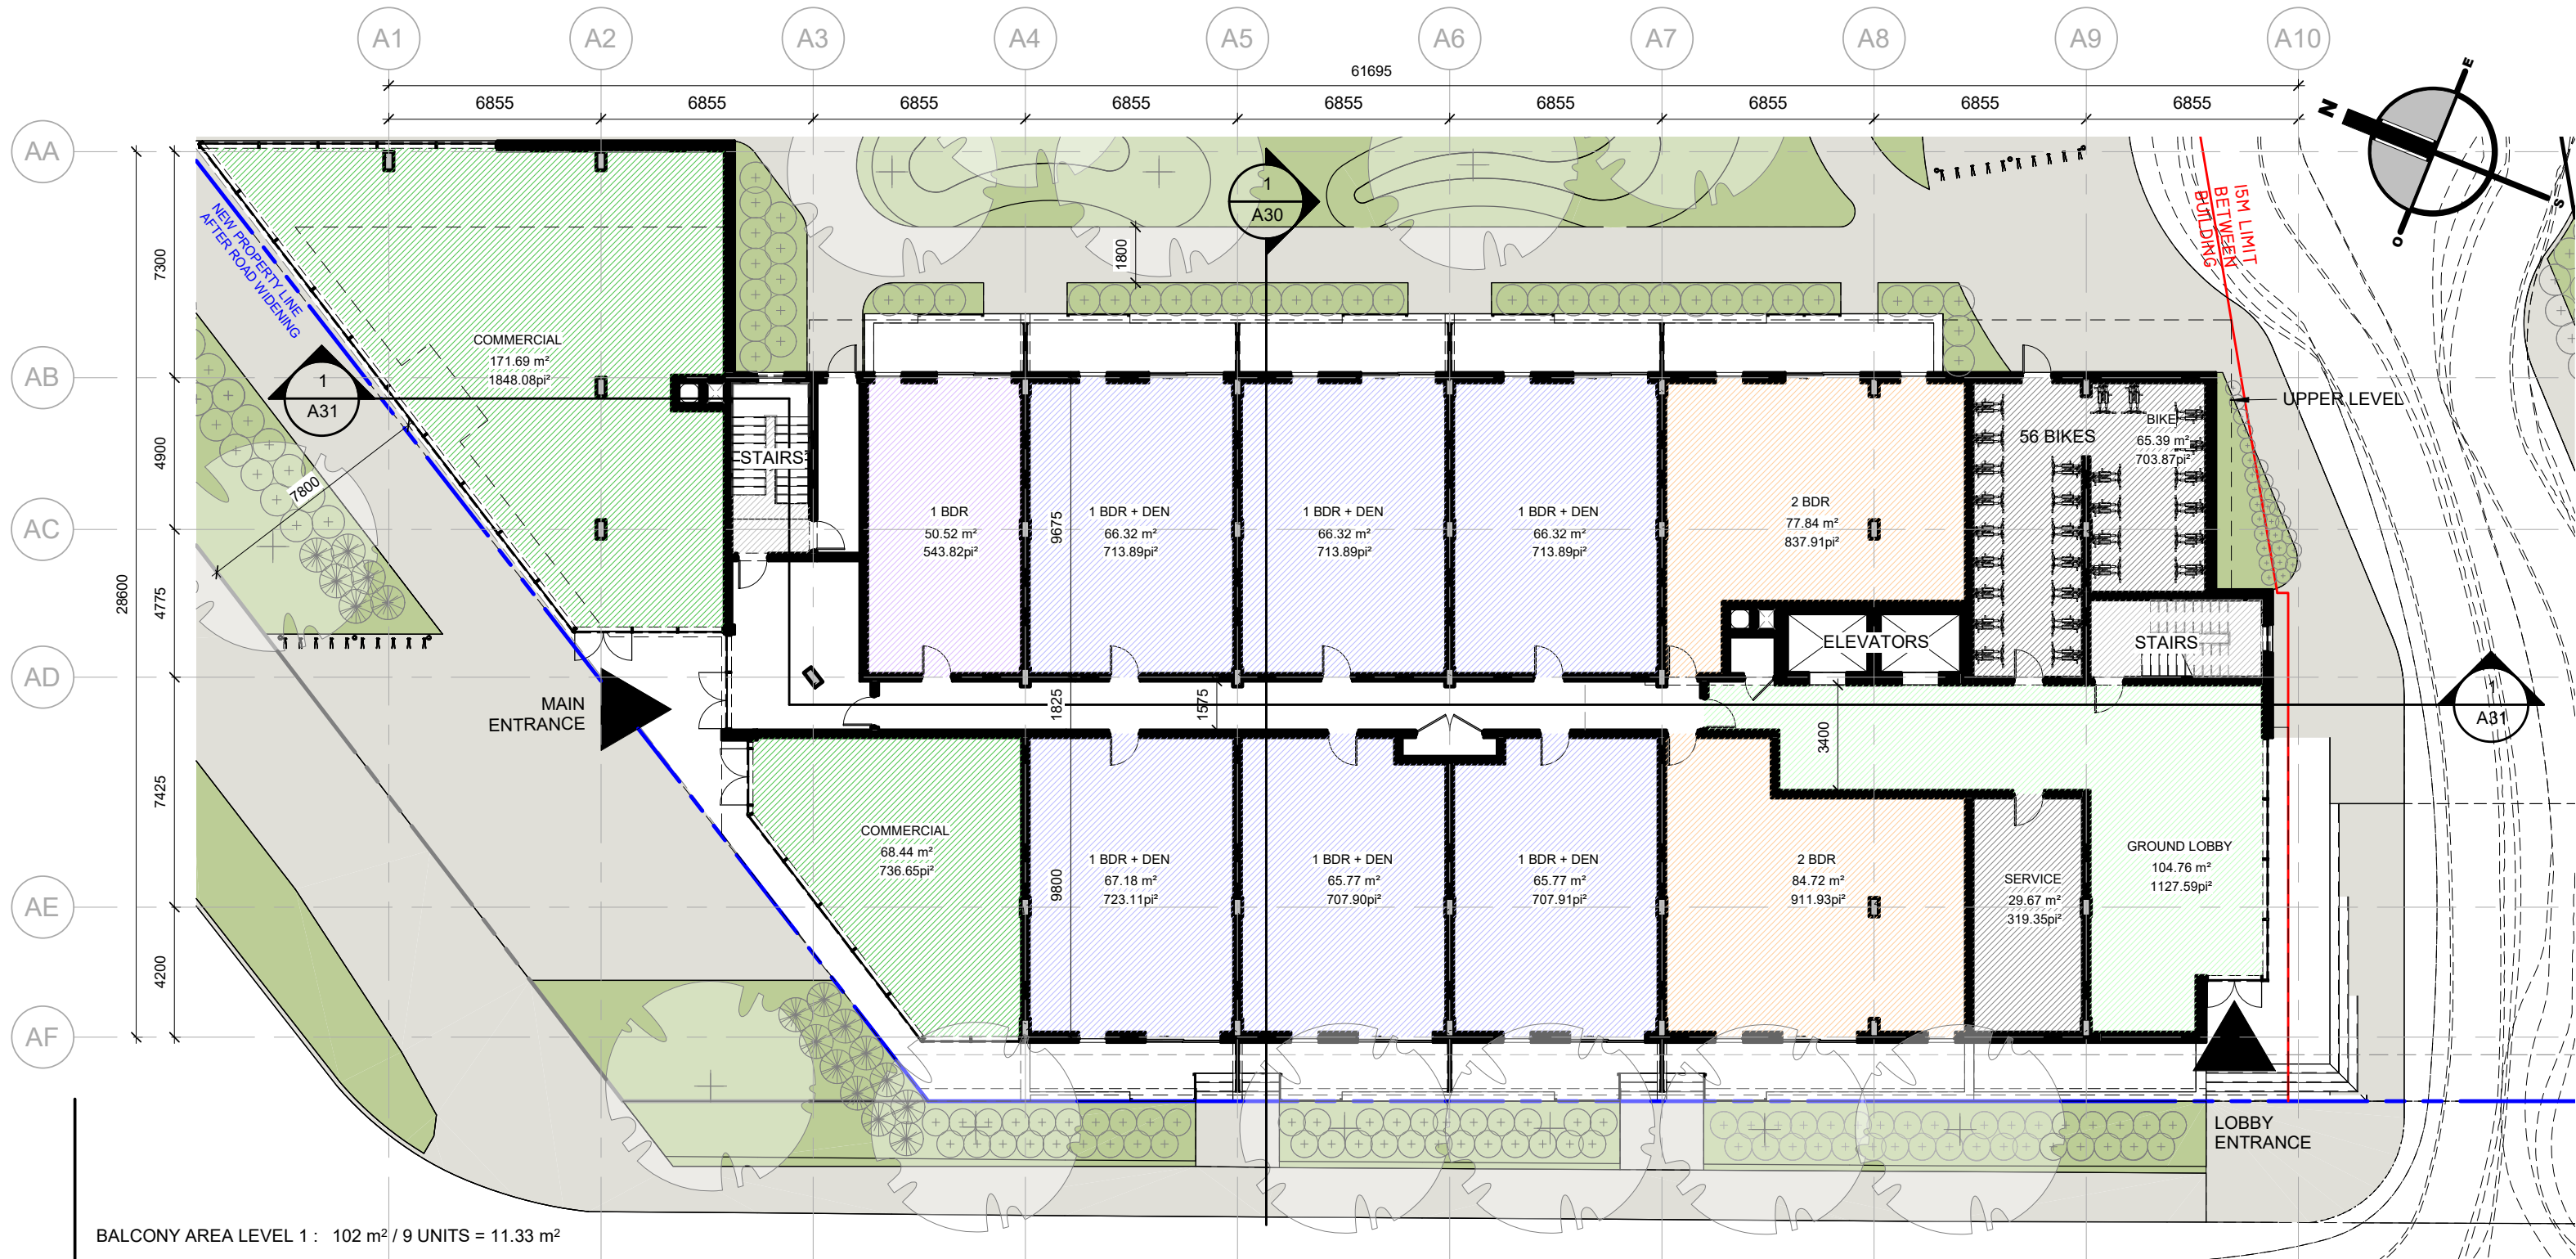 A1 A2 A3 A4 A5 A6 A7 A8 A9 A10
61695
6855 6855 6855 6855 6855 6855 6855 6855 6855
AA
AB
AC
AD
AE
AF
28600
7300
4900
4775
7425
4200
N
E
S
O
NEW PROPERTY LINE
AFTER ROAD WIDENING
15M LIMIT
BETWEEN
BUILDING
1
A30
1800
COMMERCIAL
171.69 m²
1848.08pi²
1
A31
7800
STAIRS
1 BDR
50.52 m²
543.82pi²
9675
1 BDR + DEN
66.32 m²
713.89pi²
1 BDR + DEN
66.32 m²
713.89pi²
1 BDR + DEN
66.32 m²
713.89pi²
2 BDR
77.84 m²
837.91pi²
56 BIKES
BIKE
65.39 m²
703.87pi²
UPPER LEVEL
ELEVATORS
STAIRS
MAIN
ENTRANCE
1825
1575
3400
1
A31
COMMERCIAL
68.44 m²
736.65pi²
9800
1 BDR + DEN
67.18 m²
723.11pi²
1 BDR + DEN
65.77 m²
707.90pi²
1 BDR + DEN
65.77 m²
707.91pi²
2 BDR
84.72 m²
911.93pi²
SERVICE
29.67 m²
319.35pi²
GROUND LOBBY
104.76 m²
1127.59pi²
LOBBY
ENTRANCE
BALCONY AREA LEVEL 1 : 102 m² / 9 UNITS = 11.33 m²